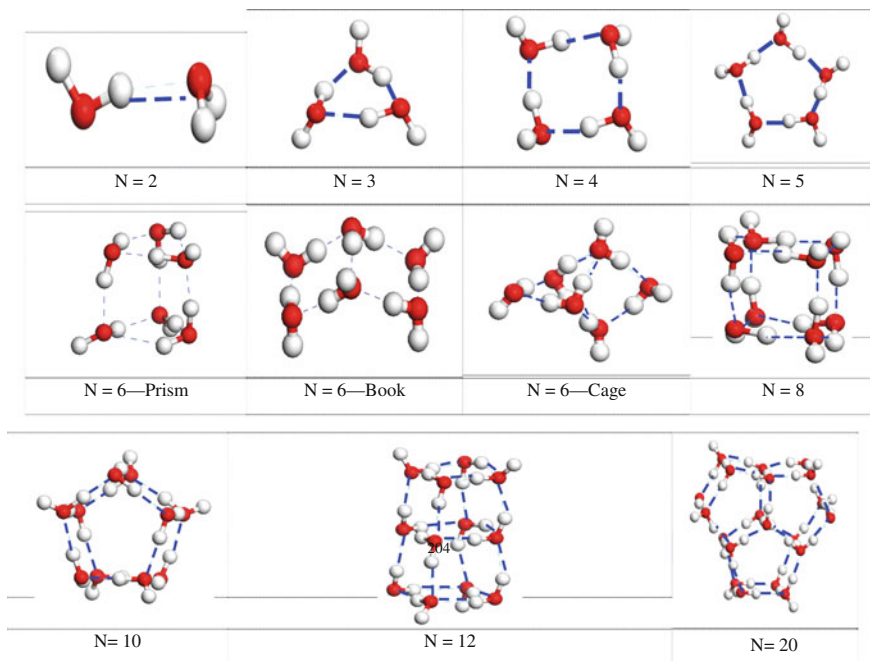 N = 2
N = 3
N = 4
N = 5
N = 6—Prism
N = 6—Book
N = 6—Cage
N = 8
204
N= 10
N = 12
N= 20